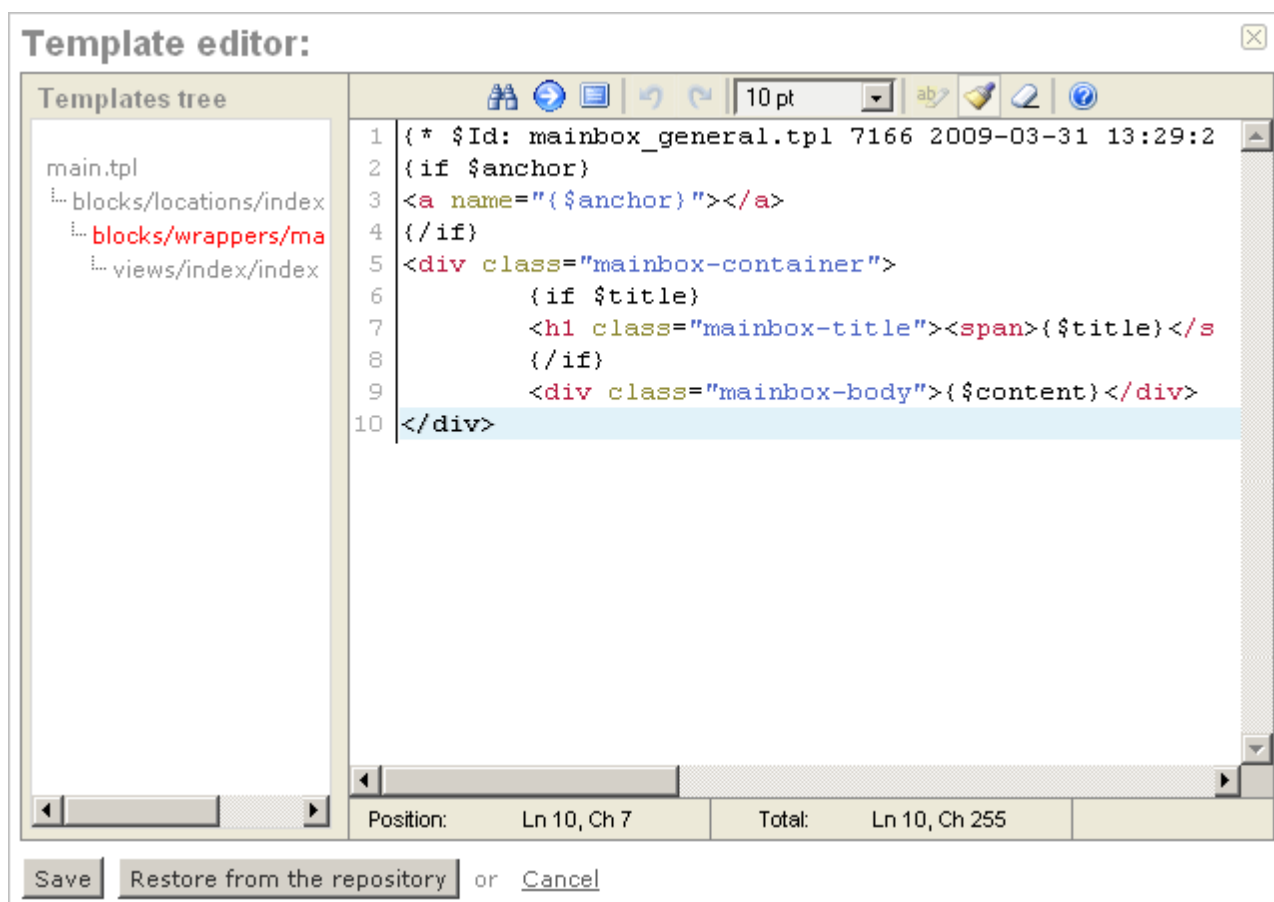 Template editor:
Templates tree
10 pt
main.tpl
blocks/locations/index
blocks/wrappers/ma
views/index/index
1 {* $Id: mainbox_general.tpl 7166 2009-03-31 13:29:2
2 {if $anchor}
3 <a name="{$anchor}"></a>
4 {/if}
5 <div class="mainbox-container">
6 {if $title}
7 <h1 class="mainbox-title"><span>{$title}</s
8 {/if}
9 <div class="mainbox-body">{$content}</div>
10 </div>
Position: Ln 10, Ch 7 Total: Ln 10, Ch 255
Save Restore from the repository or Cancel